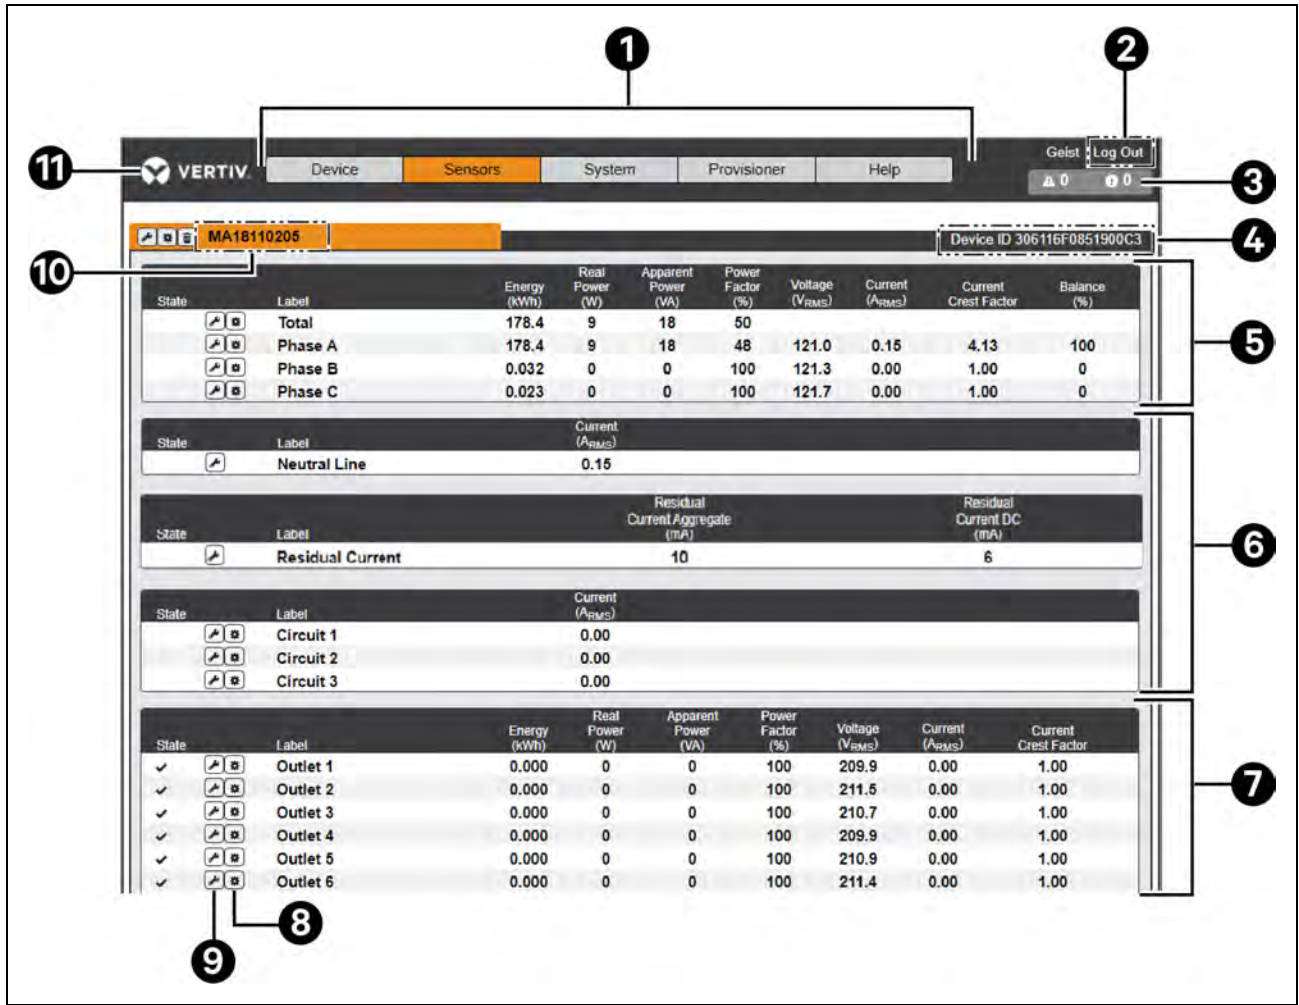 1
2
11
VERTIV.
Device
Sensors
System
Provisioner
Help
Geist
Log Out
0
0
3
MA18110205
Device ID 306116F0851900C3
4
10
State Label Energy (kWh) Real Power (W) Apparent Power (VA) Power Factor (%) Voltage (VRMS) Current (ARMS) Current Crest Factor Balance (%)
Total 178.4 9 18 50
Phase A 178.4 9 18 48 121.0 0.15 4.13 100
Phase B 0.032 0 0 100 121.3 0.00 1.00 0
Phase C 0.023 0 0 100 121.7 0.00 1.00 0
5
State Label Current (ARMS)
Neutral Line 0.15
State Label Residual Current Aggregate (mA) Residual Current DC (mA)
Residual Current 10 6
6
State Label Current (ARMS)
Circuit 1 0.00
Circuit 2 0.00
Circuit 3 0.00
State Label Energy (kWh) Real Power (W) Apparent Power (VA) Power Factor (%) Voltage (VRMS) Current (ARMS) Current Crest Factor
Outlet 1 0.000 0 0 100 209.9 0.00 1.00
Outlet 2 0.000 0 0 100 211.5 0.00 1.00
Outlet 3 0.000 0 0 100 210.7 0.00 1.00
Outlet 4 0.000 0 0 100 209.9 0.00 1.00
Outlet 5 0.000 0 0 100 210.9 0.00 1.00
Outlet 6 0.000 0 0 100 211.4 0.00 1.00
7
8
9